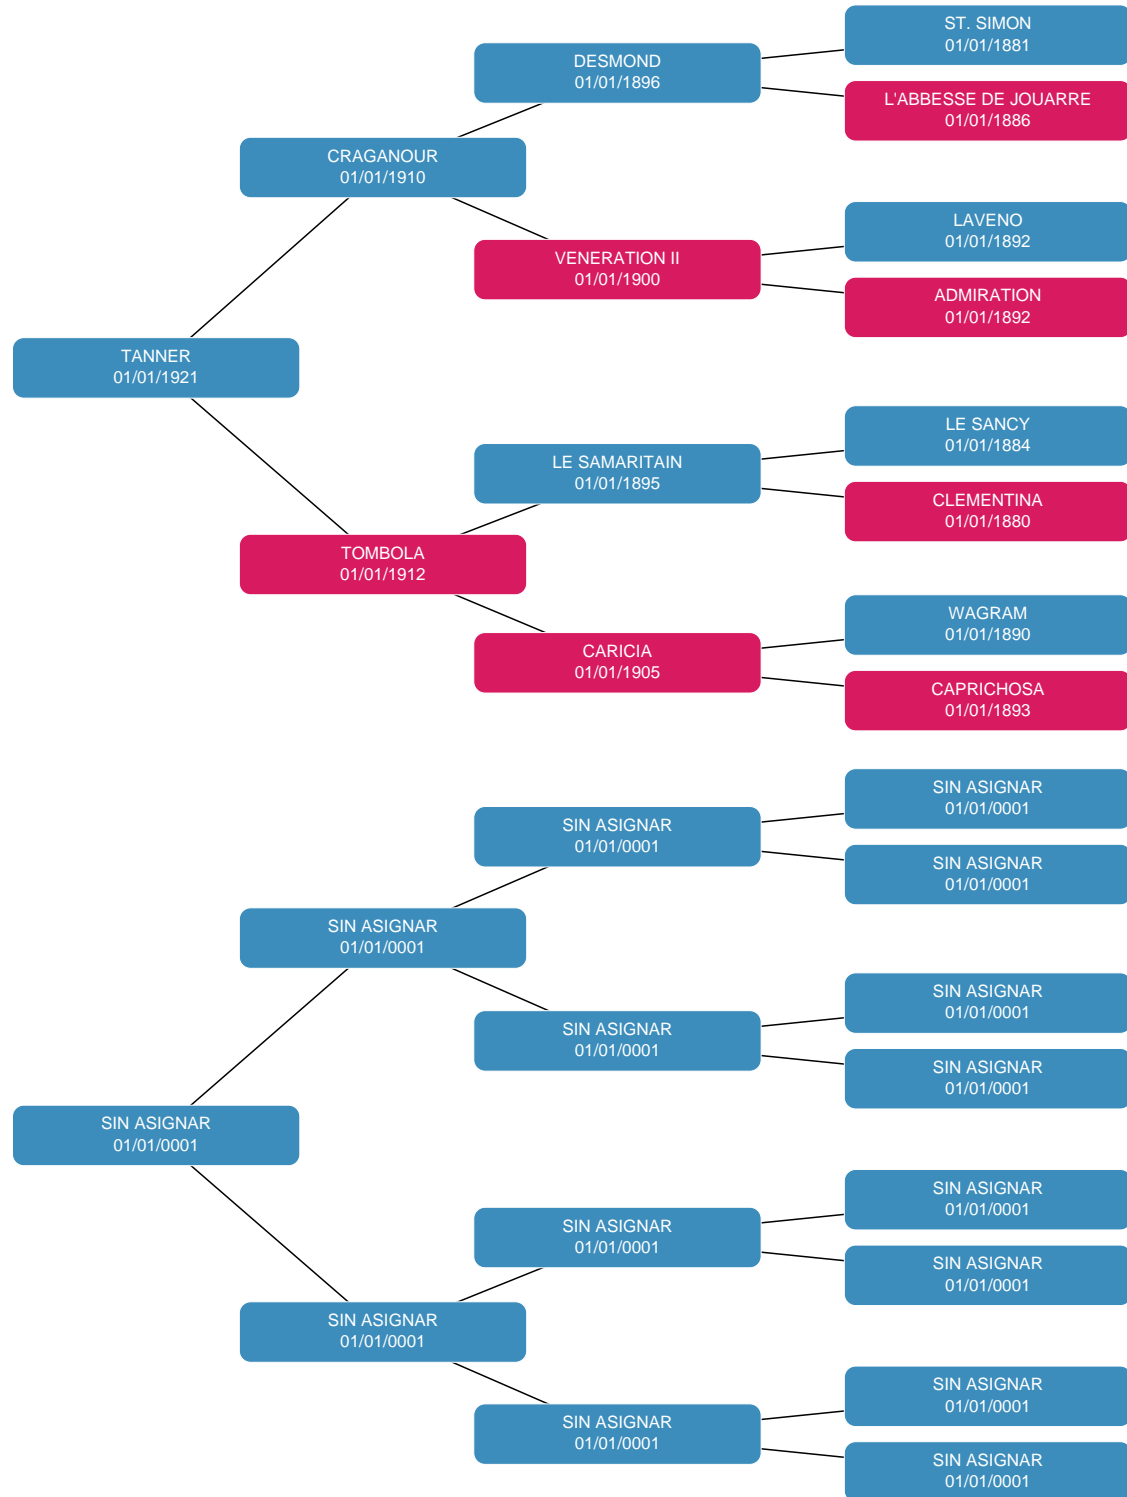 ST. SIMON
01/01/1881
DESMOND
01/01/1896
L'ABBESSE DE JOUARRE
01/01/1886
CRAGANOUR
01/01/1910
LAVENO
01/01/1892
VENERATION II
01/01/1900
ADMIRATION
01/01/1892
TANNER
01/01/1921
LE SANCY
01/01/1884
LE SAMARITAIN
01/01/1895
CLEMENTINA
01/01/1880
TOMBOLA
01/01/1912
WAGRAM
01/01/1890
CARICIA
01/01/1905
CAPRICHOSA
01/01/1893
SIN ASIGNAR
01/01/0001
SIN ASIGNAR
01/01/0001
SIN ASIGNAR
01/01/0001
SIN ASIGNAR
01/01/0001
SIN ASIGNAR
01/01/0001
SIN ASIGNAR
01/01/0001
SIN ASIGNAR
01/01/0001
SIN ASIGNAR
01/01/0001
SIN ASIGNAR
01/01/0001
SIN ASIGNAR
01/01/0001
SIN ASIGNAR
01/01/0001
SIN ASIGNAR
01/01/0001
SIN ASIGNAR
01/01/0001
SIN ASIGNAR
01/01/0001
SIN ASIGNAR
01/01/0001